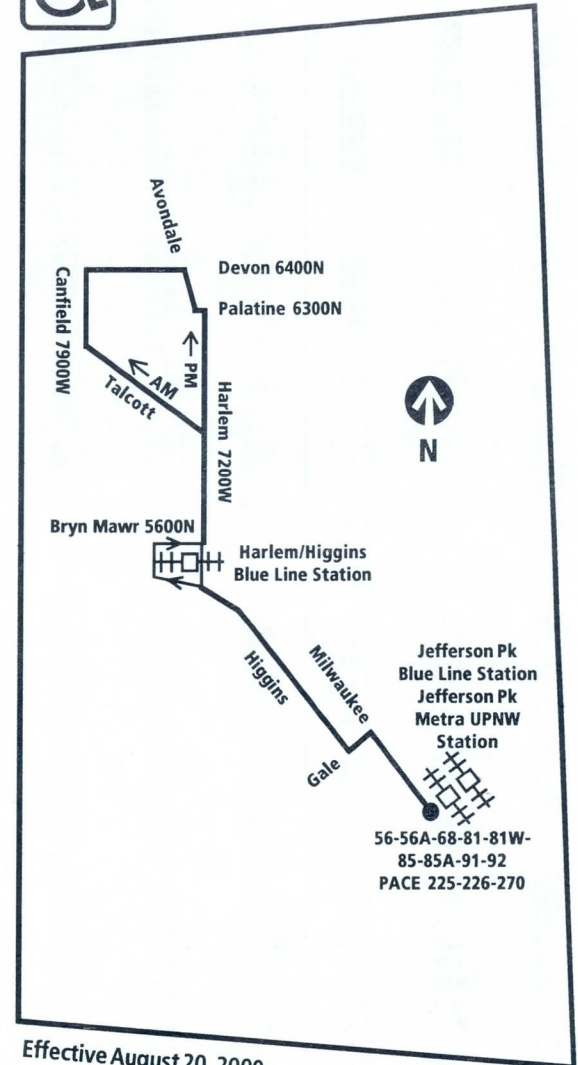 Avondale
Devon 6400N
Palatine 6300N
Canfield 7900W
PM
AM
Talcott
Harlem 7200W
N
Bryn Mawr 5600N
Harlem/Higgins
Blue Line Station
Higgins
Milwaukee
Gale
Jefferson Pk
Blue Line Station
Jefferson Pk
Metra UPNW
Station
56-56A-68-81-81W-
85-85A-91-92
PACE 225-226-270
Effective August 20, 2000